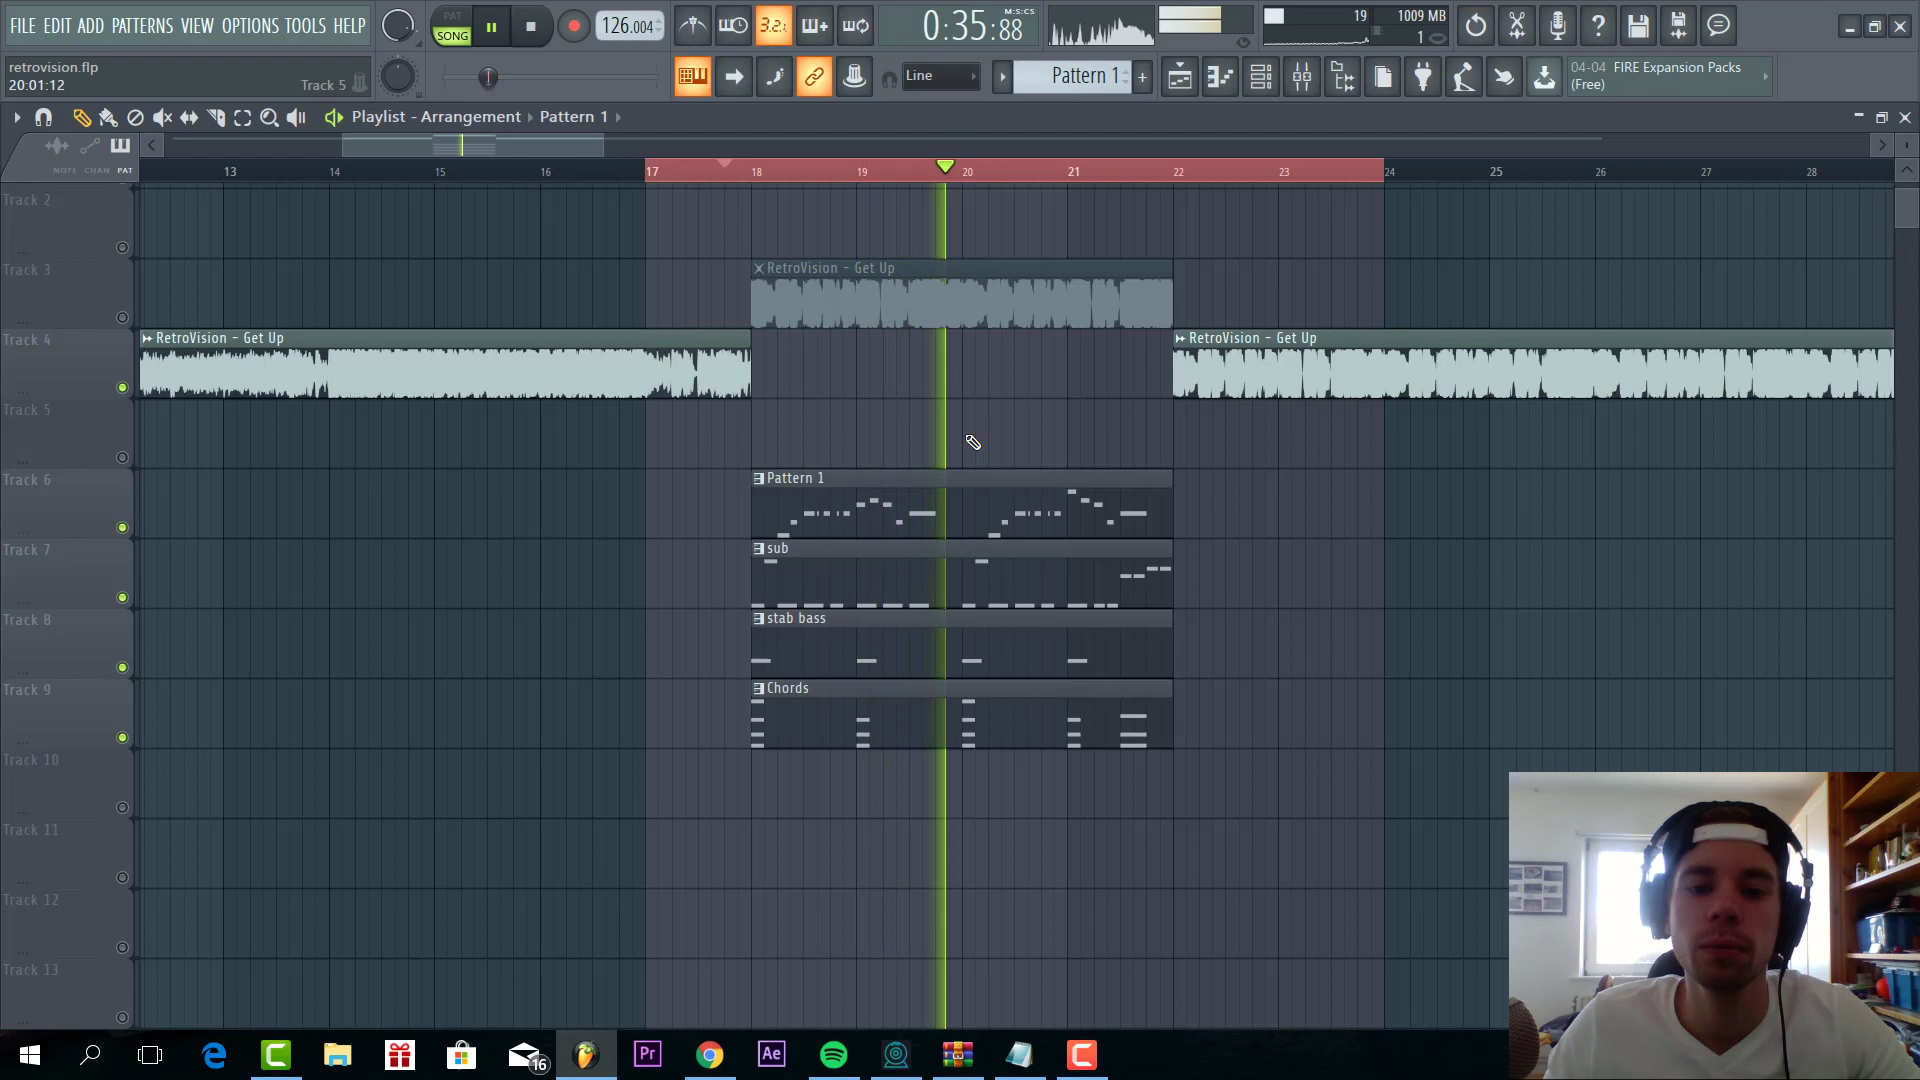 FILE EDIT ADD PATTERNS VIEW OPTIONS TOOLS HELP
PAT
SONG
126.004
3.2.
0:35:88
M:S:CS
19
1009 MB
1
retrovision.flp
20:01:12
Track 5
Line
Pattern 1
+
04-04 FIRE Expansion Packs
(Free)
Playlist - Arrangement
Pattern 1
NOTE CHAN PAT
13 14 15 16 17 18 19 20 21 22 23 24 25 26 27 28
Track 2
Track 3
RetroVision - Get Up
Track 4
RetroVision - Get Up
RetroVision - Get Up
Track 5
Track 6
Pattern 1
Track 7
sub
Track 8
stab bass
Track 9
Chords
Track 10
Track 11
Track 12
Track 13
16
Pr
Ae